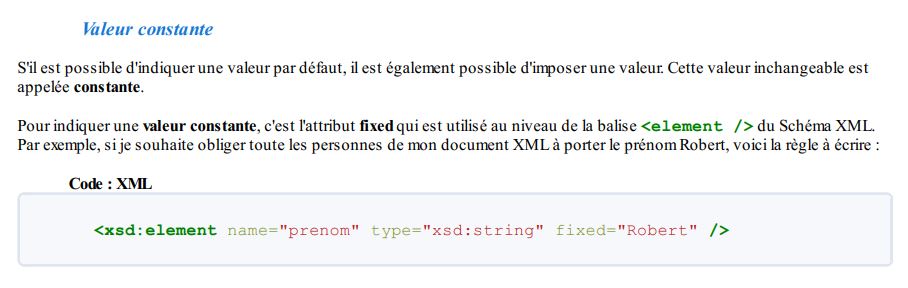 Valeur constante
S'il est possible d'indiquer une valeur par défaut, il est également possible d'imposer une valeur. Cette valeur inchangeable est
appelée constante.
Pour indiquer une valeur constante, c'est l'attribut fixed qui est utilisé au niveau de la balise <element /> du Schéma XML.
Par exemple, si je souhaite obliger toute les personnes de mon document XML à porter le prénom Robert, voici la règle à écrire :
Code : XML
<xsd:element name="prenom" type="xsd:string" fixed="Robert" />